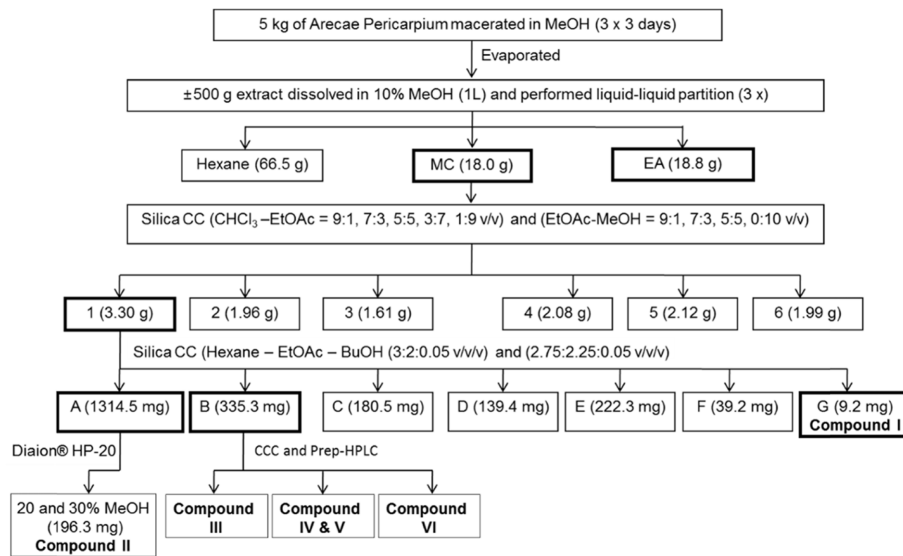 5 kg of Arecae Pericarpium macerated in MeOH (3 x 3 days)
Evaporated
±500 g extract dissolved in 10% MeOH (1L) and performed liquid-liquid partition (3 x)
Hexane (66.5 g)
MC (18.0 g)
EA (18.8 g)
Silica CC (CHCl₃ –EtOAc = 9:1, 7:3, 5:5, 3:7, 1:9 v/v) and (EtOAc-MeOH = 9:1, 7:3, 5:5, 0:10 v/v)
1 (3.30 g)
2 (1.96 g)
3 (1.61 g)
4 (2.08 g)
5 (2.12 g)
6 (1.99 g)
Silica CC (Hexane – EtOAc – BuOH (3:2:0.05 v/v/v) and (2.75:2.25:0.05 v/v/v)
A (1314.5 mg)
B (335.3 mg)
C (180.5 mg)
D (139.4 mg)
E (222.3 mg)
F (39.2 mg)
G (9.2 mg)
Compound I
Diaion® HP-20
CCC and Prep-HPLC
20 and 30% MeOH
(196.3 mg)
Compound II
Compound
III
Compound
IV & V
Compound
VI